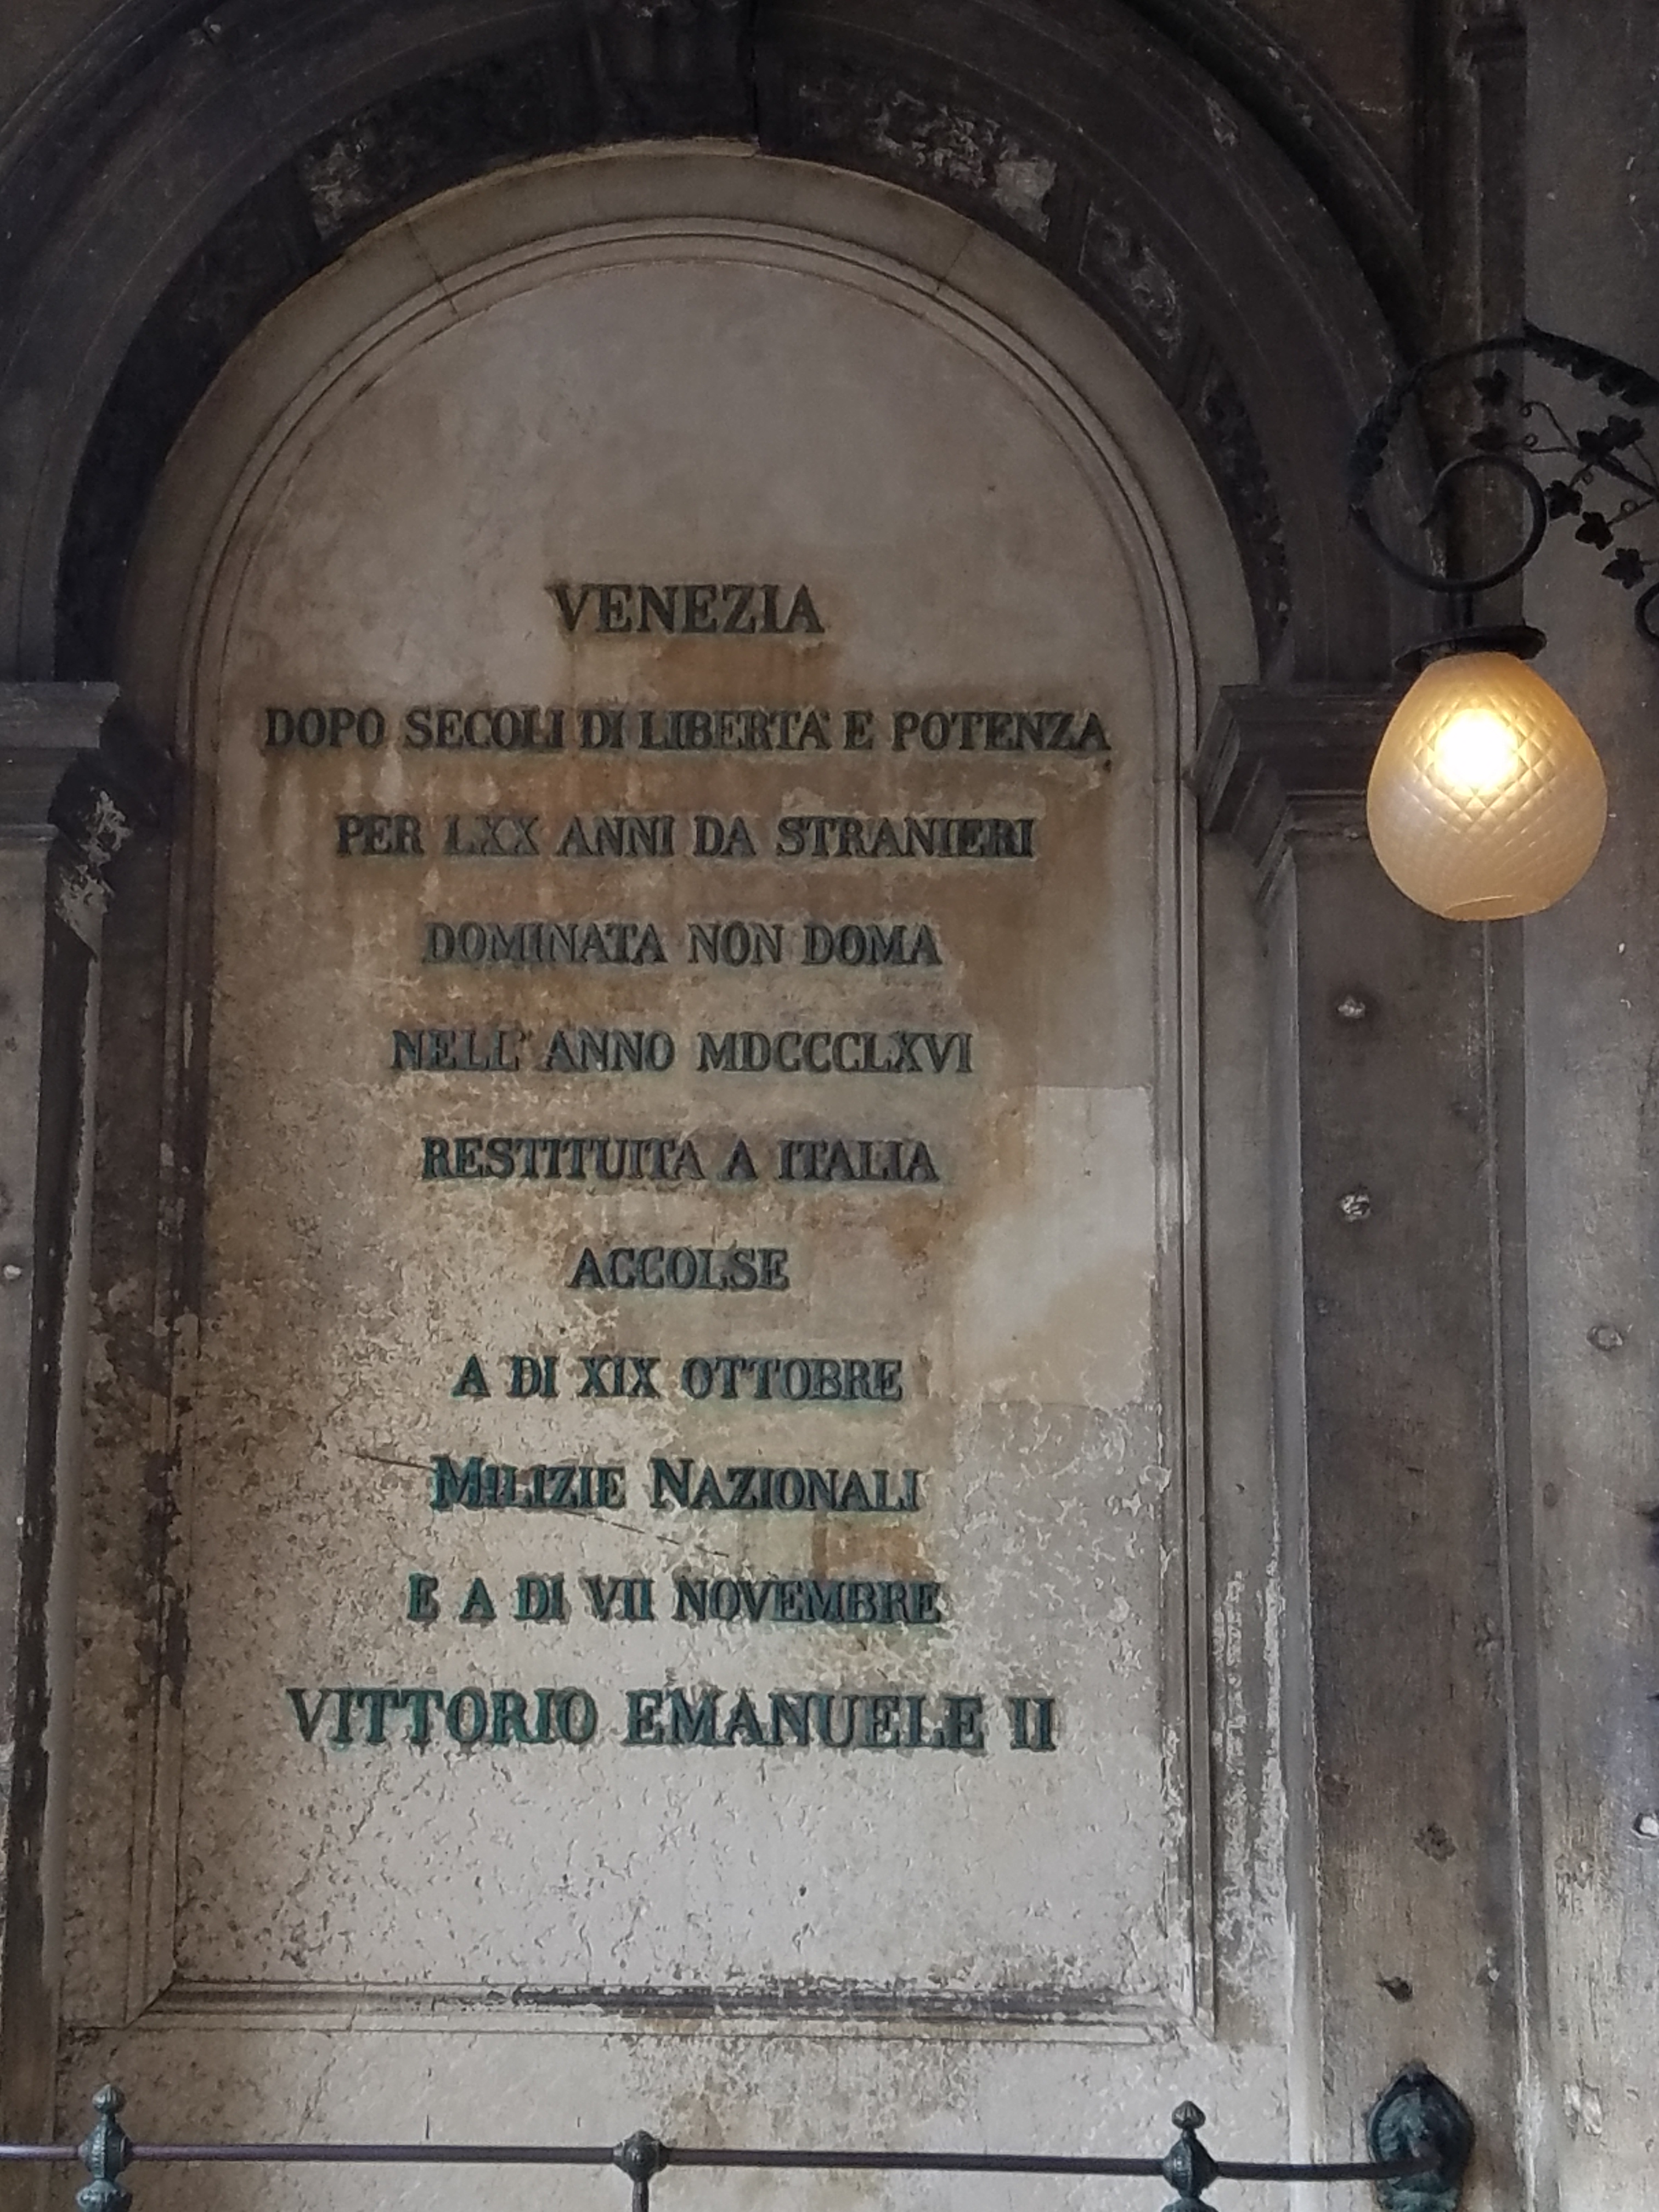 VENEZIA
DOPO SECOLI DI LIBERTA' E POTENZA
PER LXX ANNI DA STRANIERI
DOMINATA NON DOMA
NELL' ANNO MDCCCLXVI
RESTITUITA A ITALIA
ACCOLSE
A DI XIX OTTOBRE
MILIZIE NAZIONALI
E A DI VII NOVEMBRE
VITTORIO EMANUELE II